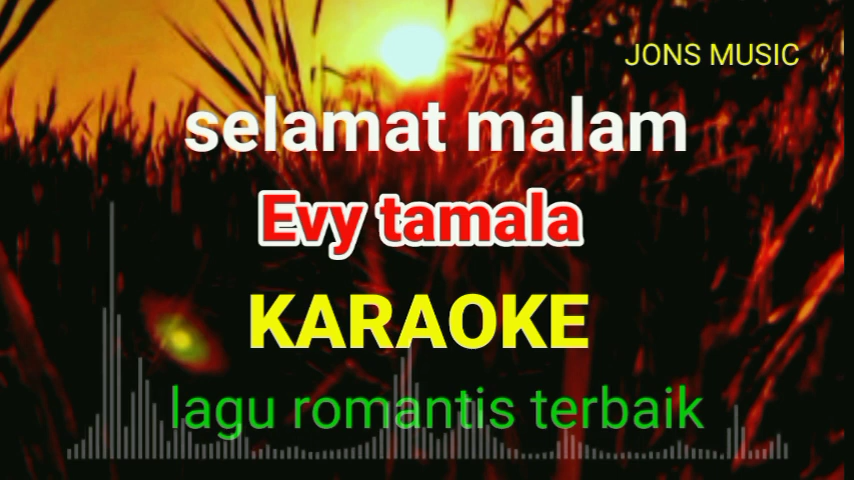 JONS MUSIC
selamat malam
Evy tamala
KARAOKE
lagu romantis terbaik